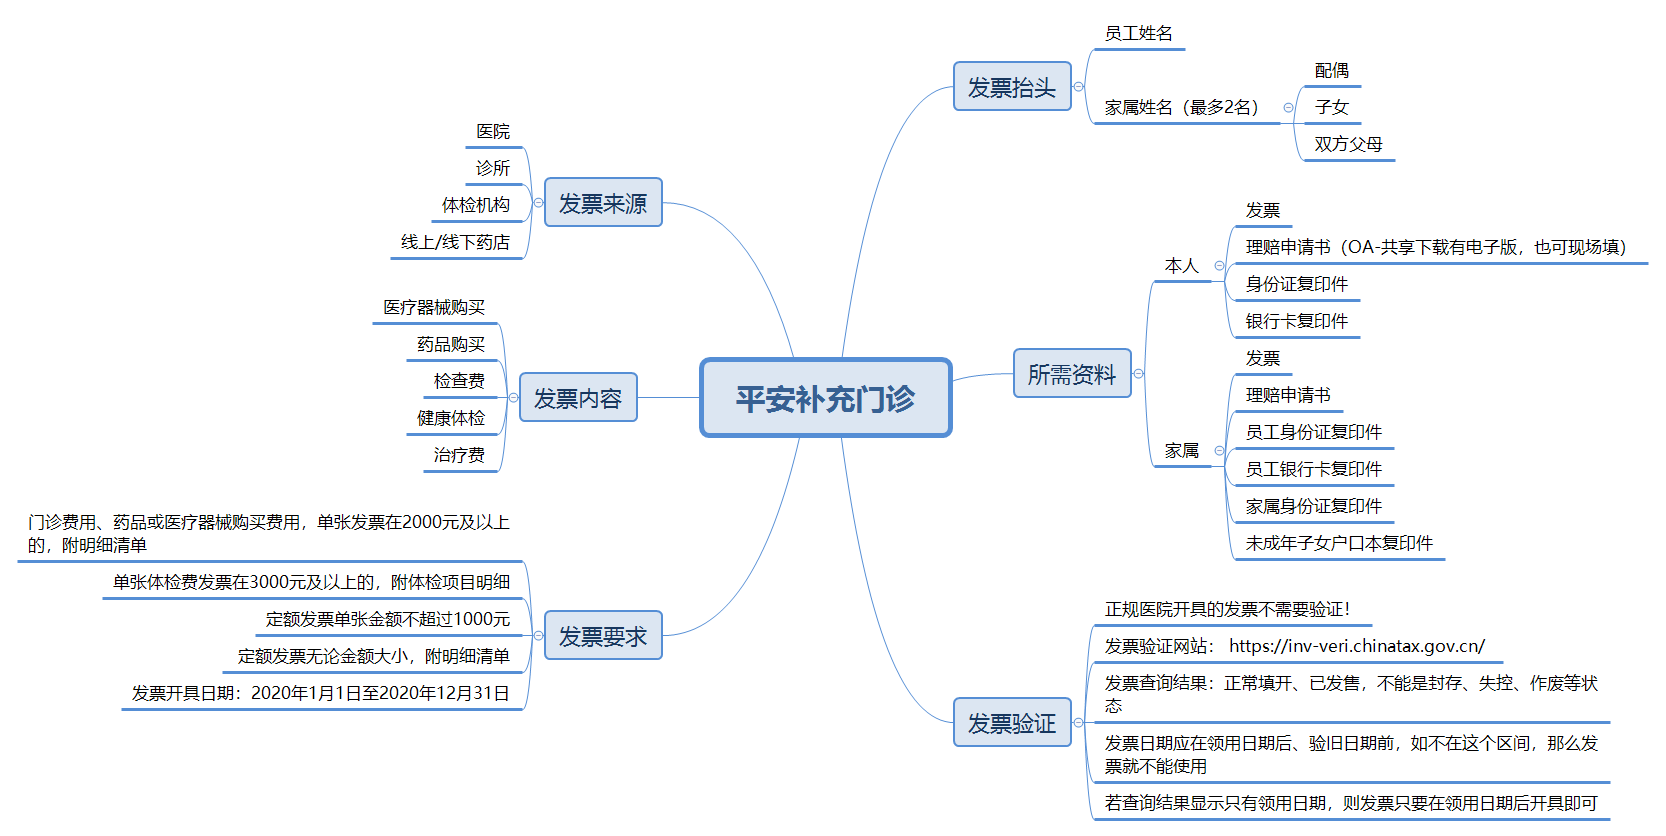 平安补充门诊
发票抬头
员工姓名
家属姓名（最多2名）
配偶
子女
双方父母
所需资料
本人
发票
理赔申请书（OA-共享下载有电子版，也可现场填）
身份证复印件
银行卡复印件
家属
发票
理赔申请书
员工身份证复印件
员工银行卡复印件
家属身份证复印件
未成年子女户口本复印件
发票验证
正规医院开具的发票不需要验证！
发票验证网站： https://inv-veri.chinatax.gov.cn/
发票查询结果：正常填开、已发售，不能是封存、失控、作废等状
态
发票日期应在领用日期后、验旧日期前，如不在这个区间，那么发
票就不能使用
若查询结果显示只有领用日期，则发票只要在领用日期后开具即可
发票来源
医院
诊所
体检机构
线上/线下药店
发票内容
医疗器械购买
药品购买
检查费
健康体检
治疗费
发票要求
门诊费用、药品或医疗器械购买费用，单张发票在2000元及以上
的，附明细清单
单张体检费发票在3000元及以上的，附体检项目明细
定额发票单张金额不超过1000元
定额发票无论金额大小，附明细清单
发票开具日期：2020年1月1日至2020年12月31日